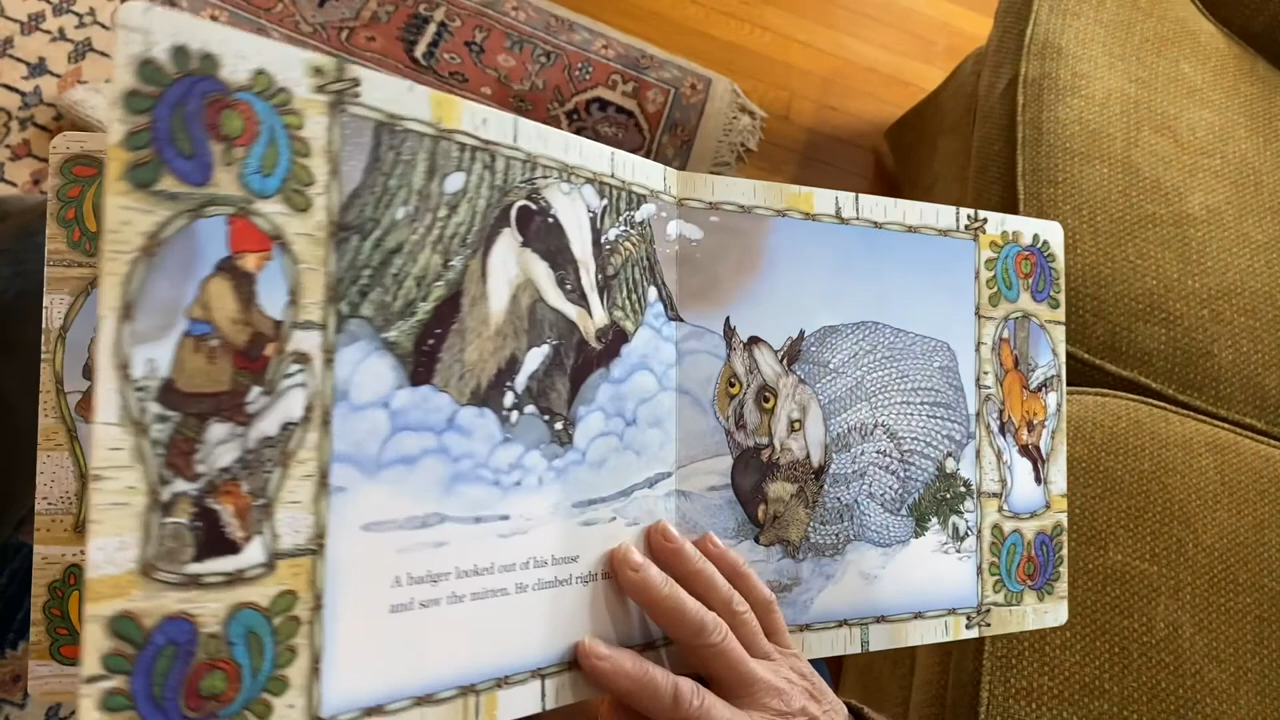 A badger looked out of his house
and saw the mitten. He climbed right in.